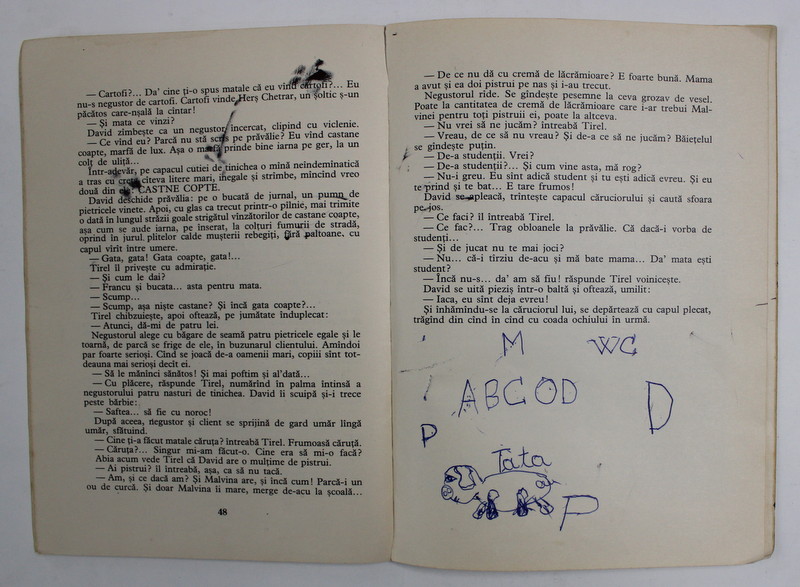 — Cartofi?... Da' cine ți-o spus matale că eu vînd cartofi?... Eu
nu-s negustor de cartofi. Cartofi vinde Herș Chetrar, un șoltic ș-un
păcătos care-nșală la cîntar!
— Și mata ce vinzi?
David zîmbește ca un negustor încercat, clipind cu viclenie.
— Ce vînd eu? Parcă nu stă scris pe prăvălie? Eu vînd castane
coapte, marfă de lux. Așa o marfă prinde bine iarna pe ger, la un
colț de uliță...
Într-adevăr, pe capacul cutiei de tinichea o mînă neîndeminatică
a tras cu cretă cîteva litere mari, inegale și strîmbe, mîncind vreo
două din ele: CASTNE COPTE.
David deschide prăvălia: pe o bucată de jurnal, un pumn de
pietricele vinete. Apoi, cu glas ca trecut printr-o pîlnie, mai trimite
o dată în lungul străzii goale strigătul vînzătorilor de castane coapte,
așa cum se aude iarna, pe înserat, la colțuri fumurii de stradă,
oprind în jurul plitelor calde mușterii rebegiți, fără paltoane, cu
capul vîrît între umere.
— Gata, gata! Gata coapte, gata!...
Tirel îl privește cu admirație.
— Și cum le dai?
— Francu și bucata... asta pentru mata.
— Scump...
— Scump, așa niște castane? Și încă gata coapte?...
Tirel chibzuiește, apoi oftează, pe jumătate înduplecat:
— Atunci, dă-mi de patru lei.
Negustorul alege cu băgare de seamă patru pietricele egale și le
toarnă, de parcă se frige de ele, în buzunarul clientului. Amîndoi
par foarte serioși. Cînd se joacă de-a oamenii mari, copiii sînt tot-
deauna mai serioși decît ei.
— Să le mănînci sănătos! Și mai poftim și al'dată...
— Cu plăcere, răspunde Tirel, numărînd în palma întinsă a
negustorului patru nasturi de tinichea. David îi scuipă și-i trece
peste bărbie:
— Saftea... să fie cu noroc!
După aceea, negustor și client se sprijină de gard umăr lîngă
umăr, sfătuind.
— Cine ți-a făcut matale căruța? întreabă Tirel. Frumoasă căruță.
— Căruța?... Singur mi-am făcut-o. Cine era să mi-o facă?
Abia acum vede Tirel că David are o mulțime de pistrui.
— Ai pistrui? îl întreabă, așa, ca să nu tacă.
— Am, și ce dacă am? Și Malvina are, și încă cum! Parcă-i un
ou de curcă. Și doar Malvina îi mare, merge de-acu la școală...
48
— De ce nu dă cu cremă de lăcrămioare? E foarte bună. Mama
a avut și ea doi pistrui pe nas și i-au trecut.
Negustorul ride. Se gîndește pesemne la ceva grozav de vesel.
Poate la cantitatea de cremă de lăcrămioare care i-ar trebui Mal-
vinei pentru toți pistruii ei, poate la altceva.
— Nu vrei să ne jucăm? întreabă Tirel.
— Vreau, de ce să nu vreau? Și de-a ce să ne jucăm? Băiețelul
se gîndește puțin.
— De-a studenții. Vrei?
— De-a studenții?... Și cum vine asta, mă rog?
— Nu-i greu. Eu sînt adică student și tu ești adică evreu. Și eu
te prind și te bat... E tare frumos!
David se apleacă, trîntește capacul căruciorului și caută sfoara
pe jos.
— Ce faci? îl întreabă Tirel.
— Ce fac?... Trag obloanele la prăvălie. Că dacă-i vorba de
studenți...
— Și de jucat nu te mai joci?
— Nu... că-i tîrziu de-acu și mă bate mama... Da' mata ești
student?
— Încă nu-s... da' am să fiu! răspunde Tirel voinicește.
David se uită pieziș într-o baltă și oftează, umilit:
— Iaca, eu sînt deja evreu!
Și înhămîndu-se la căruciorul lui, se depărtează cu capul plecat,
trăgînd din cînd în cînd cu coada ochiului în urmă.
M WC
ABCOD D
P
Tata
P